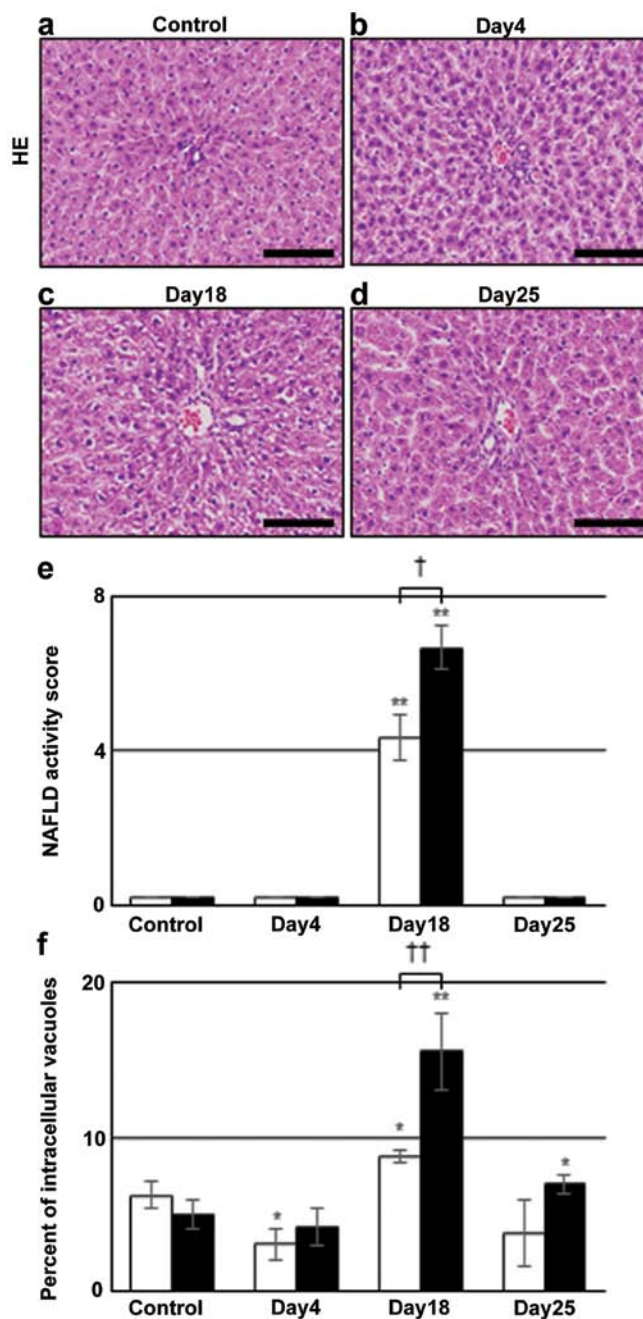 a Control
b Day4
HE
c Day18
d Day25
e
†
8
**
**
4
NAFLD activity score
0
Control Day4 Day18 Day25
f
††
20
**
*
10
*
*
Percent of intracellular vacuoles
0
Control Day4 Day18 Day25